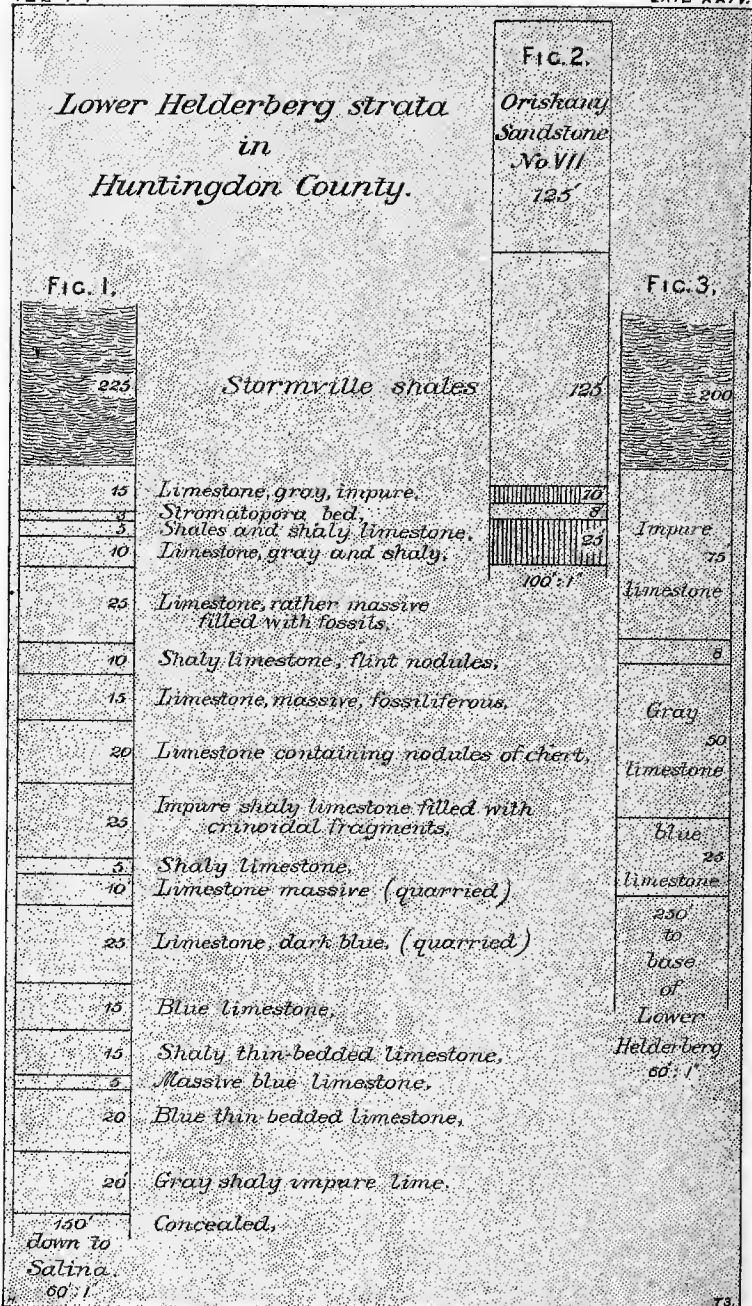 Lower Helderberg strata
in
Huntingdon County.
FIG. 1.
225
15
3
5
10
25
10
15
20
25
5
10
25
15
15
5
20
20
150'
down to
Salina.
60':1"
Stormville shales
Limestone, gray, impure.
Stromatopora bed.
Shales and shaly limestone.
Limestone, gray and shaly.
Limestone, rather massive
filled with fossils.
Shaly limestone, flint nodules.
Limestone, massive, fossiliferous.
Limestone containing nodules of chert.
Impure shaly limestone filled with
crinoidal fragments.
Shaly limestone.
Limestone massive (quarried)
Limestone, dark blue. (quarried)
Blue limestone.
Shaly thin-bedded limestone.
Massive blue limestone.
Blue thin bedded limestone.
Gray shaly impure lime.
Concealed.
FIG. 2.
Oriskany
Sandstone
No VII
125'
125'
10'
8'
25'
100':1"
FIG. 3.
200
Impure
75
limestone
8
Gray
50
limestone
blue
25
limestone
250'
to
base
of
Lower
Helderberg
60':1"
T3.